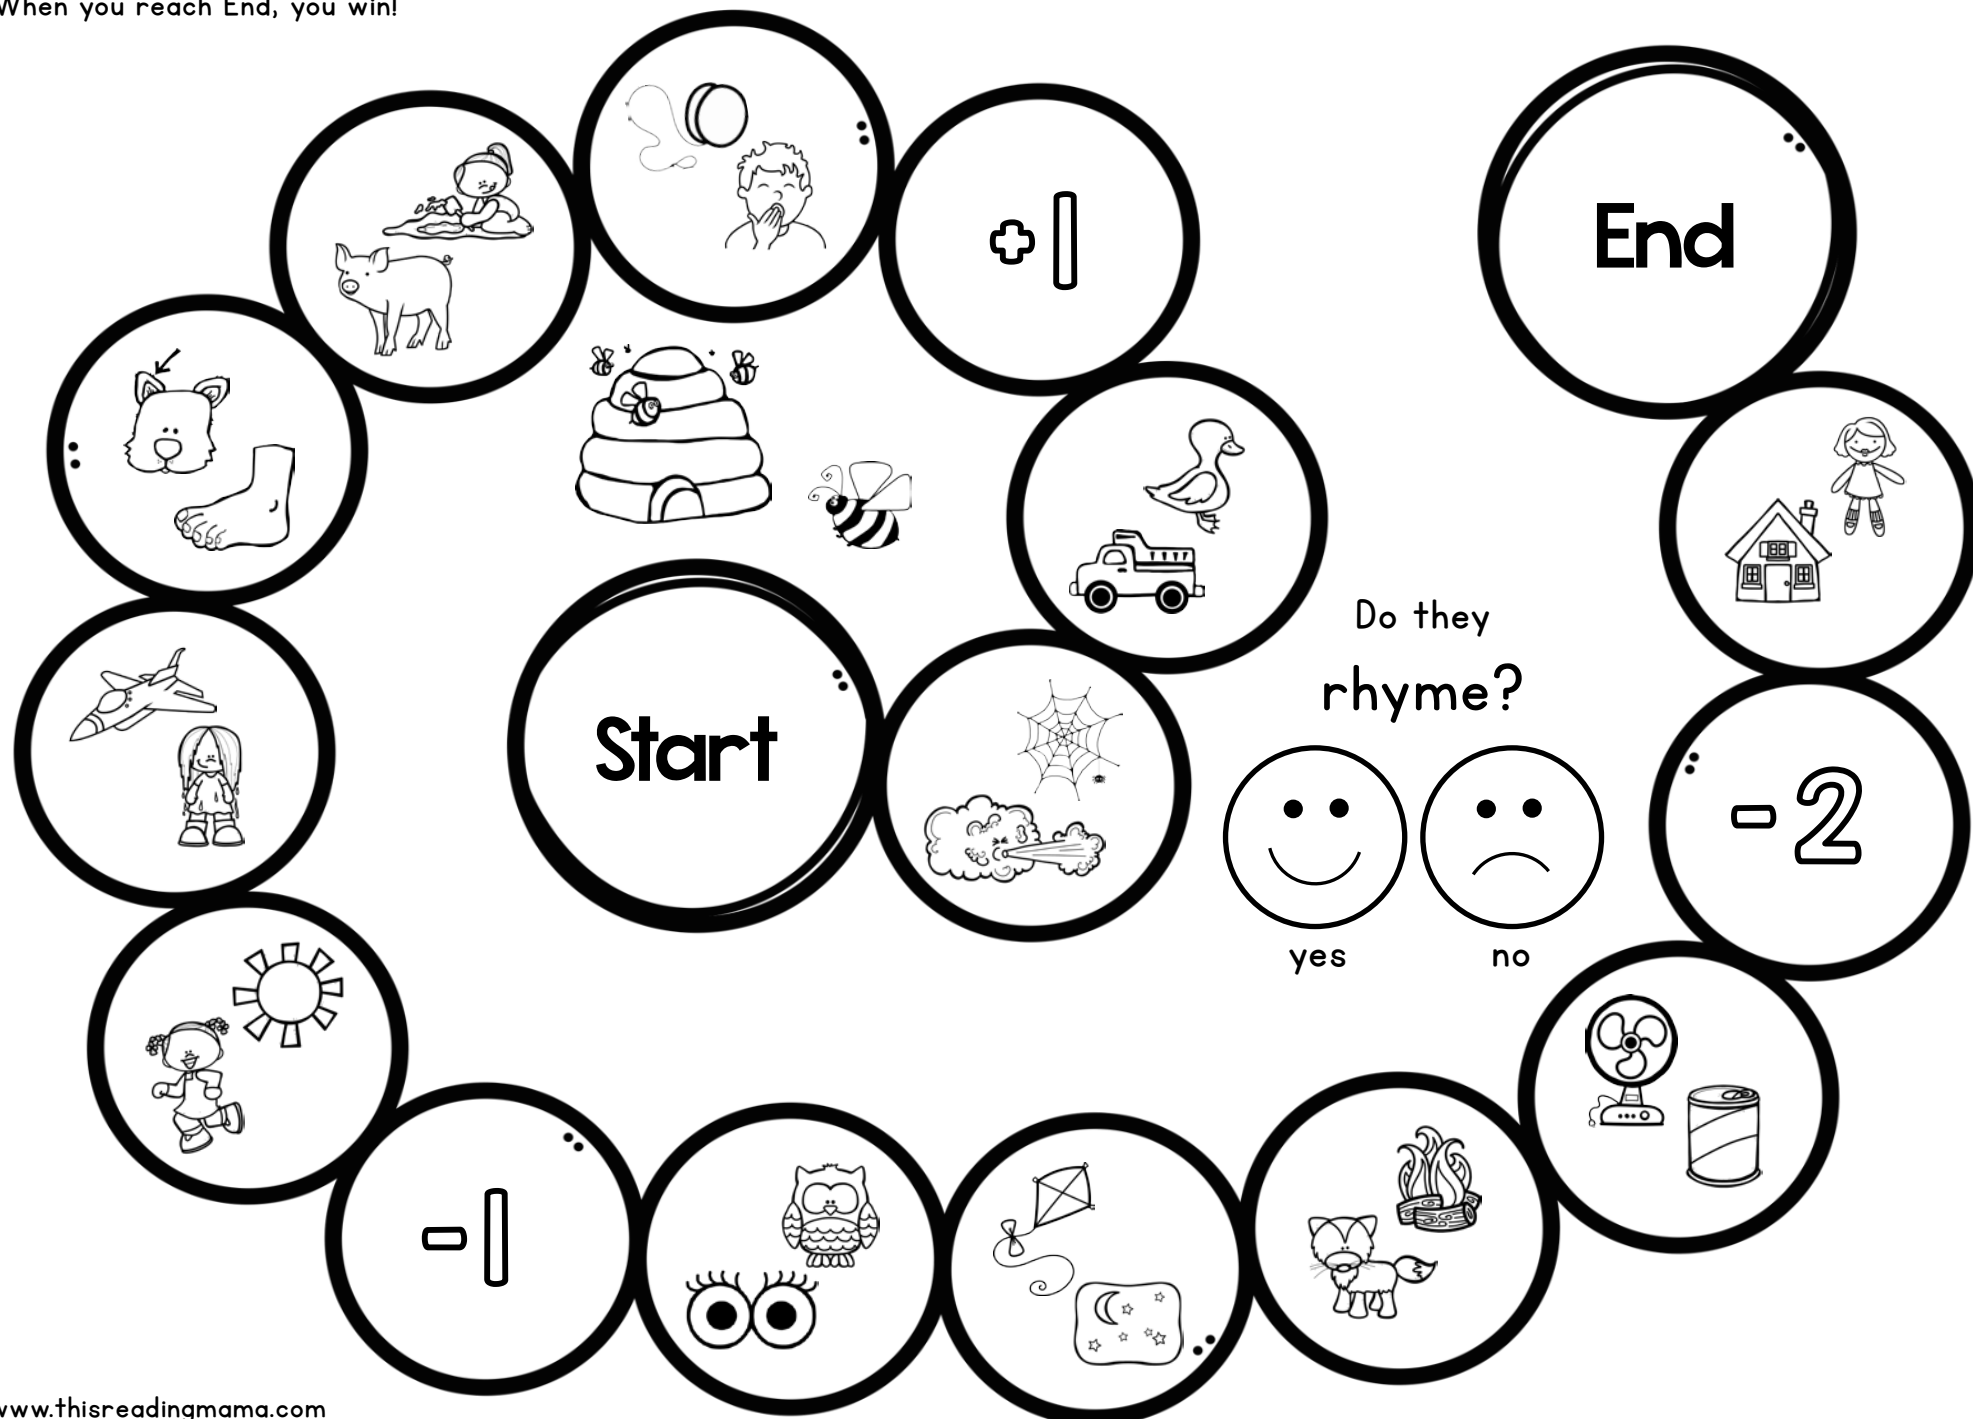 When you reach End, you win!
+1
End
Do they
rhyme?
Start
-2
yes
no
-1
www.thisreadingmama.com